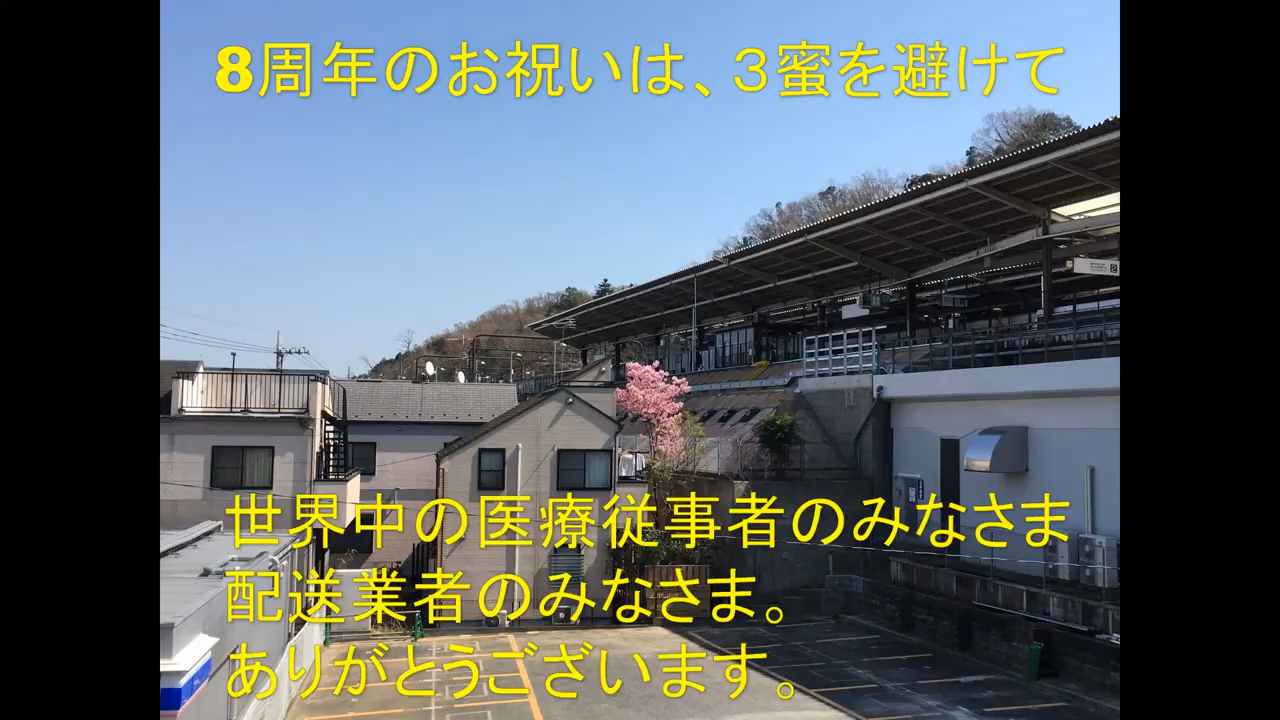 8周年のお祝いは、３蜜を避けて
世界中の医療従事者のみなさま
配送業者のみなさま。
ありがとうございます。